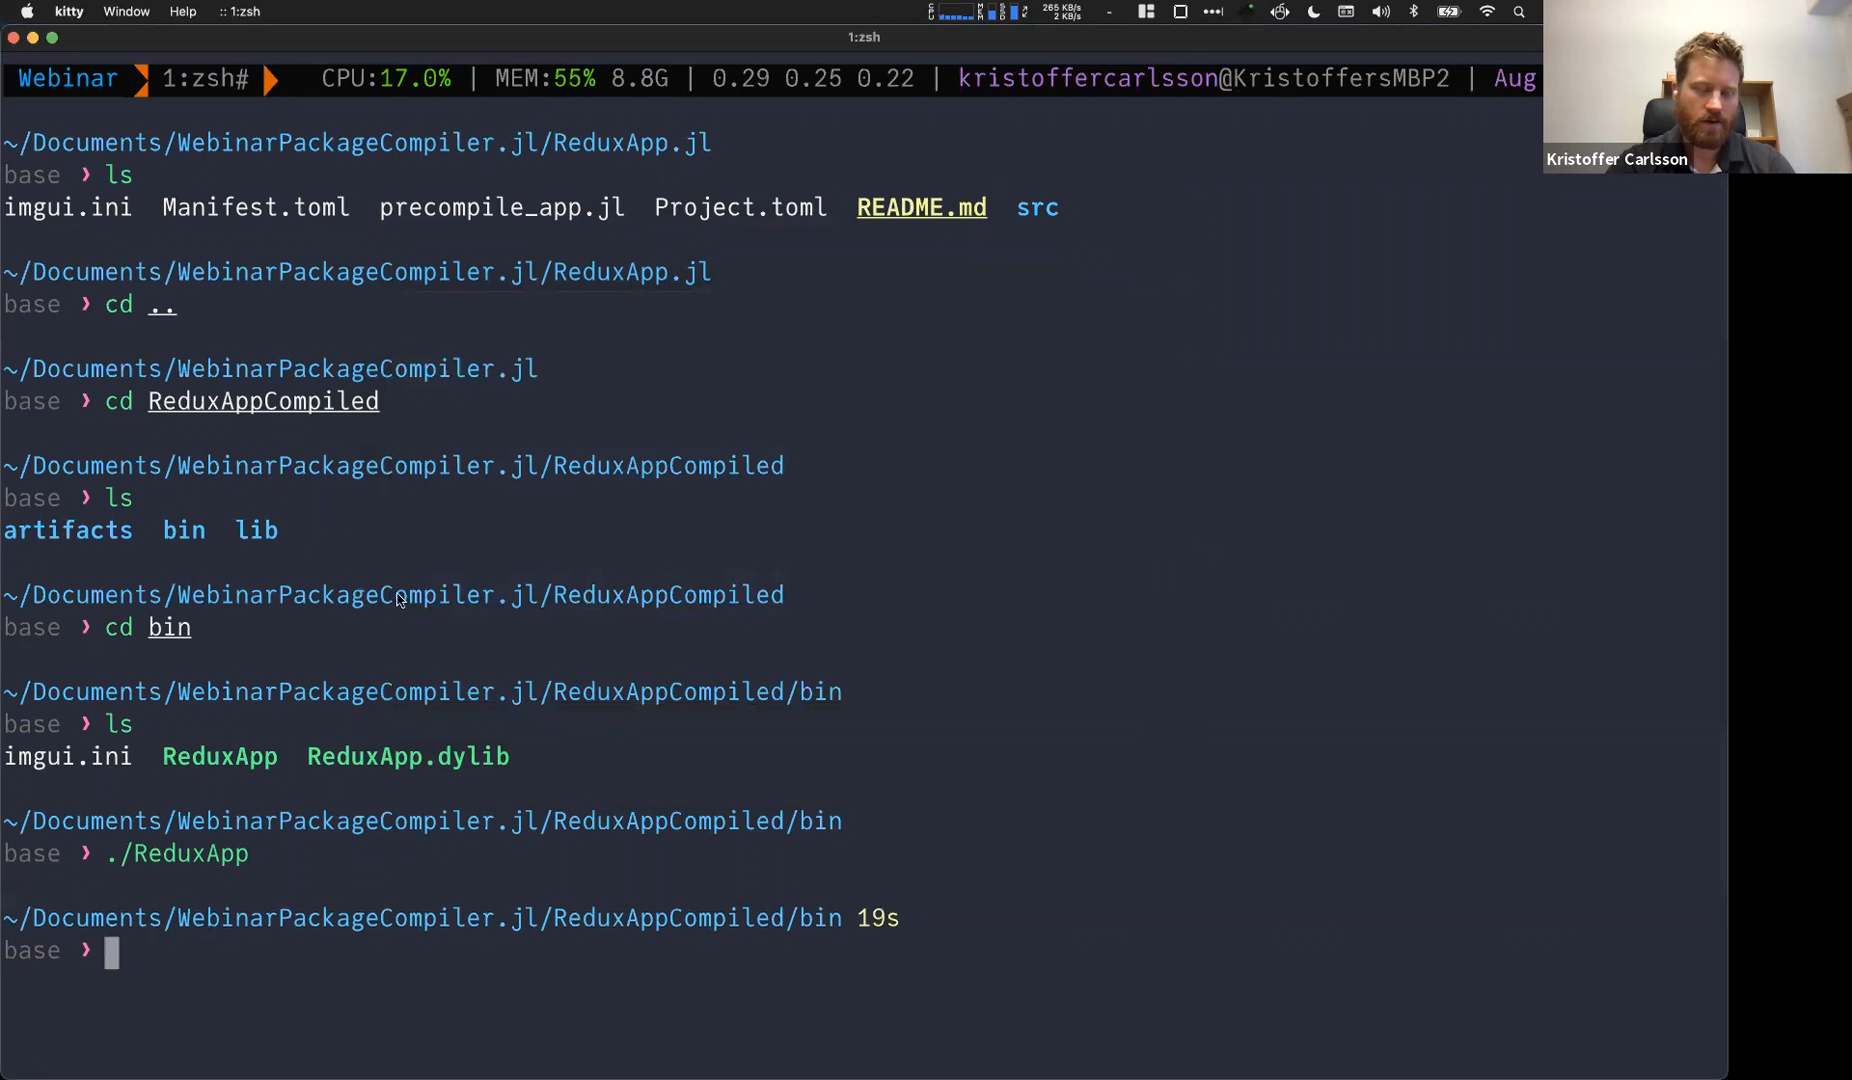 kitty Window Help :: 1:zsh 265 KB/s 2 KB/s
1:zsh
Webinar 1:zsh# CPU:17.0% | MEM:55% 8.8G | 0.29 0.25 0.22 | kristoffercarlsson@KristoffersMBP2 | Aug
Kristoffer Carlsson
~/Documents/WebinarPackageCompiler.jl/ReduxApp.jl
base ❯ ls
imgui.ini Manifest.toml precompile_app.jl Project.toml README.md src
~/Documents/WebinarPackageCompiler.jl/ReduxApp.jl
base ❯ cd ..
~/Documents/WebinarPackageCompiler.jl
base ❯ cd ReduxAppCompiled
~/Documents/WebinarPackageCompiler.jl/ReduxAppCompiled
base ❯ ls
artifacts bin lib
~/Documents/WebinarPackageCompiler.jl/ReduxAppCompiled
base ❯ cd bin
~/Documents/WebinarPackageCompiler.jl/ReduxAppCompiled/bin
base ❯ ls
imgui.ini ReduxApp ReduxApp.dylib
~/Documents/WebinarPackageCompiler.jl/ReduxAppCompiled/bin
base ❯ ./ReduxApp
~/Documents/WebinarPackageCompiler.jl/ReduxAppCompiled/bin 19s
base ❯